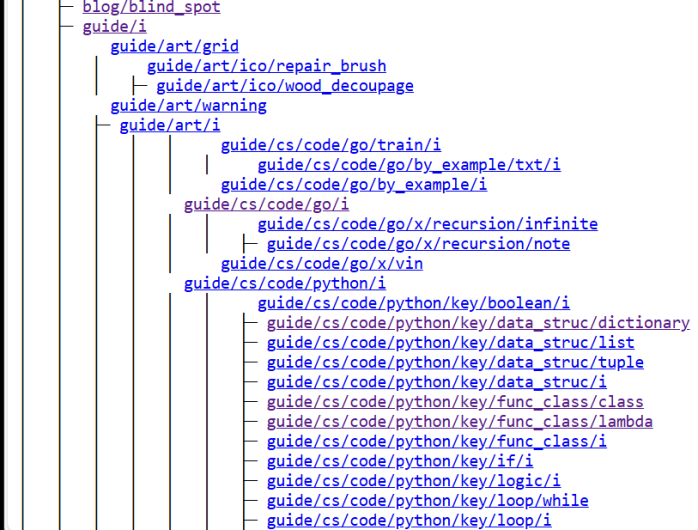 blog/blind_spot
guide/i
guide/art/grid
guide/art/ico/repair_brush
guide/art/ico/wood_decoupage
guide/art/warning
guide/art/i
guide/cs/code/go/train/i
guide/cs/code/go/by_example/txt/i
guide/cs/code/go/by_example/i
guide/cs/code/go/i
guide/cs/code/go/x/recursion/infinite
guide/cs/code/go/x/recursion/note
guide/cs/code/go/x/vin
guide/cs/code/python/i
guide/cs/code/python/key/boolean/i
guide/cs/code/python/key/data_struc/dictionary
guide/cs/code/python/key/data_struc/list
guide/cs/code/python/key/data_struc/tuple
guide/cs/code/python/key/data_struc/i
guide/cs/code/python/key/func_class/class
guide/cs/code/python/key/func_class/lambda
guide/cs/code/python/key/func_class/i
guide/cs/code/python/key/if/i
guide/cs/code/python/key/logic/i
guide/cs/code/python/key/loop/while
guide/cs/code/python/key/loop/i